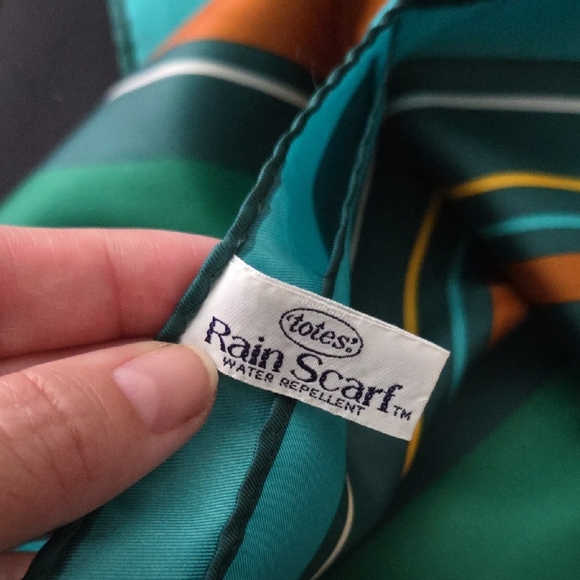 'totes:'
Rain Scarf™
WATER REPELLENT